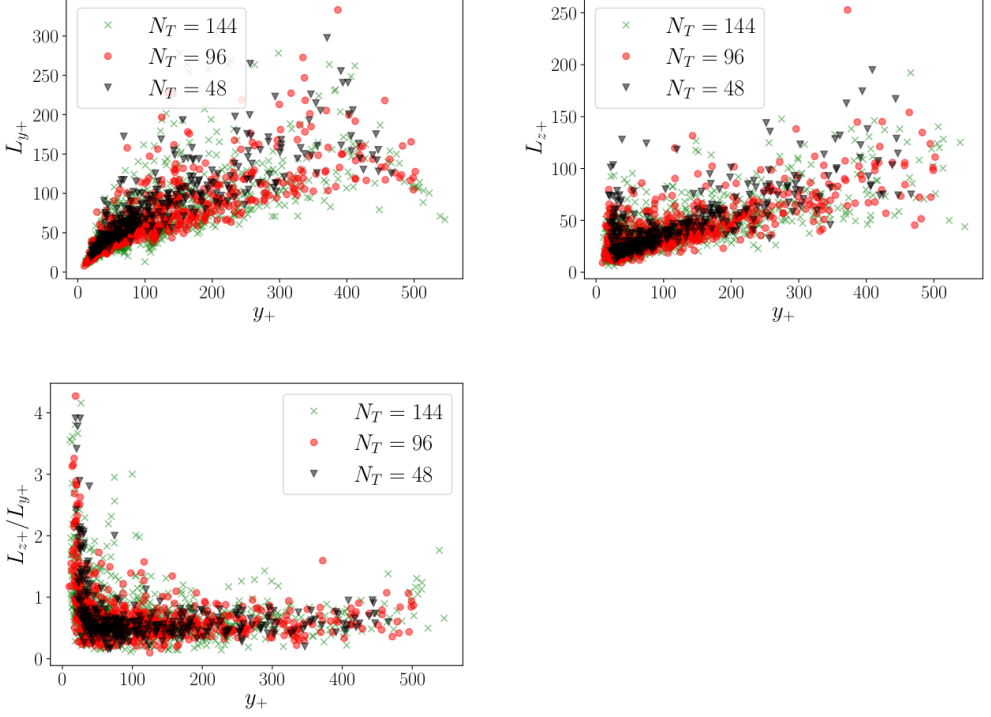 N_T = 144
N_T = 96
N_T = 48
300
250
200
150
100
50
0
L_{y+}
0 100 200 300 400 500
y_+
N_T = 144
N_T = 96
N_T = 48
250
200
150
100
50
0
L_{z+}
0 100 200 300 400 500
y_+
N_T = 144
N_T = 96
N_T = 48
4
3
2
1
0
L_{z+}/L_{y+}
0 100 200 300 400 500
y_+